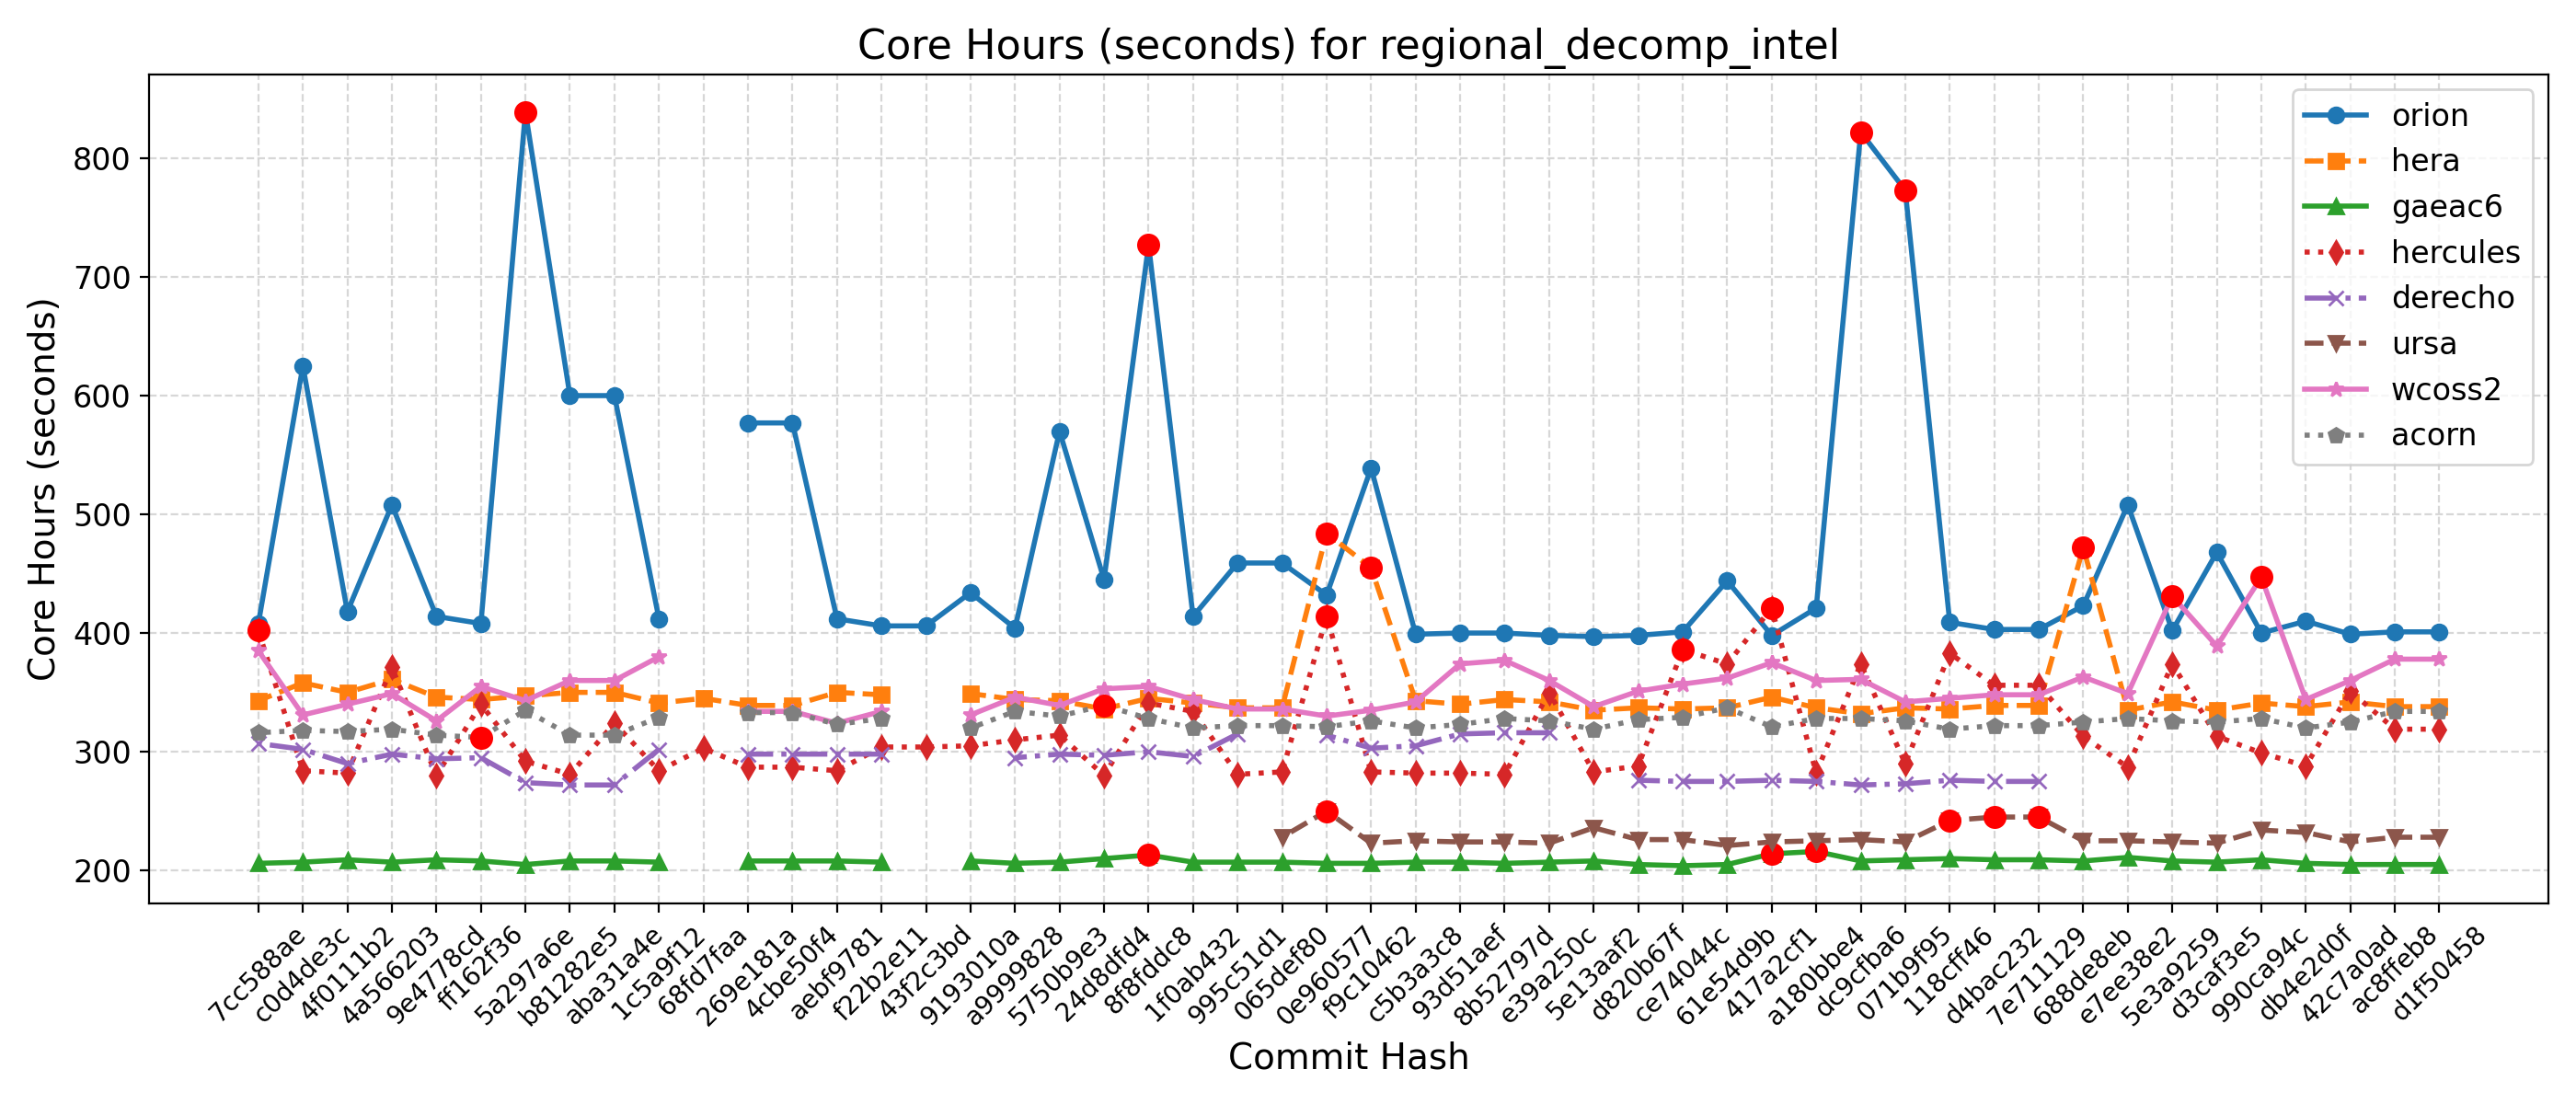 Core Hours (seconds) for regional_decomp_intel
Core Hours (seconds)
800
700
600
500
400
300
200
orion
hera
gaeac6
hercules
derecho
ursa
wcoss2
acorn
7cc588ae
c0d4de3c
4f0111b2
4a566203
9e4778cd
ff162f36
5a297a6e
b81282e5
aba31a4e
1c5a9f12
68fd7faa
269e181a
4cbe50f4
aebf9781
f22b2e11
43f2c3bd
9193010a
a9999828
5750b9e3
24d8dfd4
8f8fddc8
1f0ab432
995c51d1
065def80
0e960577
f9c10462
c5b3a3c8
93d51aef
8b52797d
e39a250c
5e13aaf2
d820b67f
ce74044c
61e54d9b
417a2cf1
a180bbe4
dc9cfba6
071b9f95
118cff46
d4bac232
7e711129
688de8eb
e7ee38e2
5e3a9259
d3caf3e5
990ca94c
db4e2d0f
42c7a0ad
ac8ffeb8
d1f50458
Commit Hash